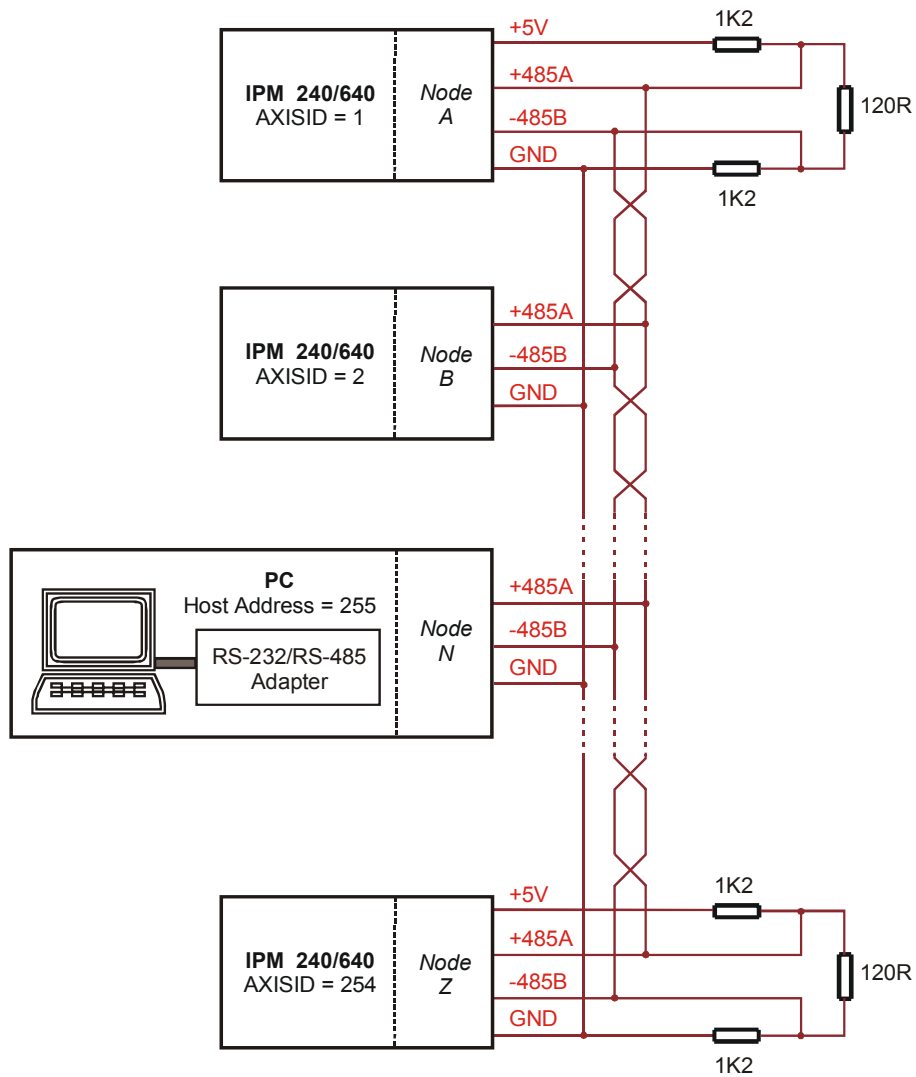 1K2
+5V
+485A
IPM 240/640
AXISID = 1
Node
A
120R
-485B
GND
1K2
+485A
IPM 240/640
AXISID = 2
Node
B
-485B
GND
PC
Host Address = 255
+485A
Node
N
-485B
RS-232/RS-485
Adapter
GND
1K2
+5V
+485A
IPM 240/640
AXISID = 254
Node
Z
120R
-485B
GND
1K2